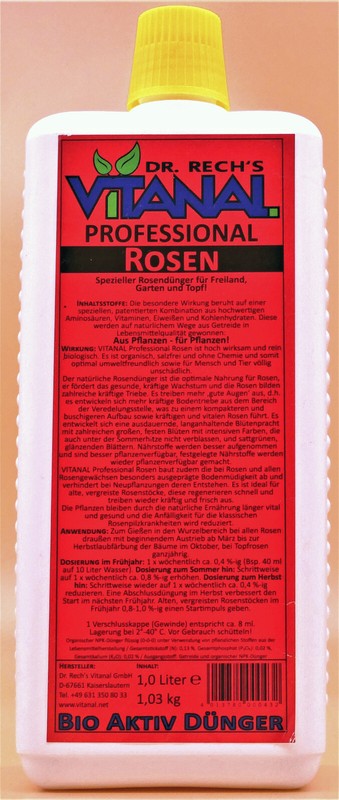 DR. RECH'S
VITANAL
PROFESSIONAL
ROSEN
Spezieller Rosendünger für Freiland,
Garten und Topf!
INHALTSSTOFFE: Die besondere Wirkung beruht auf einer
speziellen, patentierten Kombination aus hochwertigen
Aminosäuren, Vitaminen, Eiweißen und Kohlenhydraten. Diese
werden auf natürlichem Wege aus Getreide in
Lebensmittelqualität gewonnen.
Aus Pflanzen - für Pflanzen!
WIRKUNG: VITANAL Professional Rosen ist hoch wirksam und rein
biologisch. Es ist organisch, salzfrei und ohne Chemie und somit
optimal umweltfreundlich sowie für Mensch und Tier völlig
unschädlich.
Der natürliche Rosendünger ist die optimale Nahrung für Rosen,
er fördert das gesunde, kräftige Wachstum und die Rosen bilden
zahlreiche kräftige Triebe. Es treiben mehr „gute Augen" aus, d.h.
es entwickeln sich mehr kräftige Bodentriebe aus dem Bereich
der Veredelungsstelle, was zu einem kompakteren und
buschigeren Aufbau sowie kräftigen und vitalen Rosen führt. Es
entwickelt sich eine ausdauernde, langanhaltende Blütenpracht
mit zahlreichen großen, festen Blüten mit intensiven Farben, die
auch unter der Sommerhitze nicht verblassen, und sattgrünen,
glänzenden Blättern. Nährstoffe werden besser aufgenommen
und sind besser pflanzenverfügbar, festgelegte Nährstoffe werden
wieder pflanzenverfügbar gemacht.
VITANAL Professional Rosen baut zudem die bei Rosen und allen
Rosengewächsen besonders ausgeprägte Bodenmüdigkeit ab und
verhindert bei Neupflanzungen deren Entstehen. Es ist ideal für
alte, vergreiste Rosenstöcke, diese regenerieren schnell und
treiben wieder kräftig und frisch aus.
Die Pflanzen bleiben durch die natürliche Ernährung länger vital
und gesund und die Anfälligkeit für die klassischen
Rosenpilzkrankheiten wird reduziert.
ANWENDUNG: Zum Gießen in den Wurzelbereich bei allen Rosen
draußen mit beginnendem Austrieb ab März bis zur
Herbstlaubfärbung der Bäume im Oktober, bei Topfrosen
ganzjährig.
DOSIERUNG IM FRÜHJAHR: 1 x wöchentlich ca. 0,4 %-ig (Bsp. 40 ml
auf 10 Liter Wasser) DOSIERUNG ZUM SOMMER HIN: Schrittweise
auf 1 x wöchentlich ca. 0,8 %-ig erhöhen. DOSIERUNG ZUM HERBST
HIN: Schrittweise wieder auf 1 x wöchentlich ca. 0,4 %-ig
reduzieren. Eine Abschlussdüngung im Herbst verbessert den
Start im nächsten Frühjahr. Alten, vergreisten Rosenstöcken im
Frühjahr 0,8-1,0 %-ig einen Startimpuls geben.
1 Verschlusskappe (Gewinde) entspricht ca. 8 ml.
Lagerung bei 2°-40° C. Vor Gebrauch schütteln!
Organischer NPK-Dünger flüssig
HERSTELLER:
Dr. Rech's Vitanal GmbH
D-67661 Kaiserslautern
Tel. +49 631 350 80 33
www.vitanal.net
INHALT:
1,0 Liter ℮
1,03 kg
BIO AKTIV DÜNGER